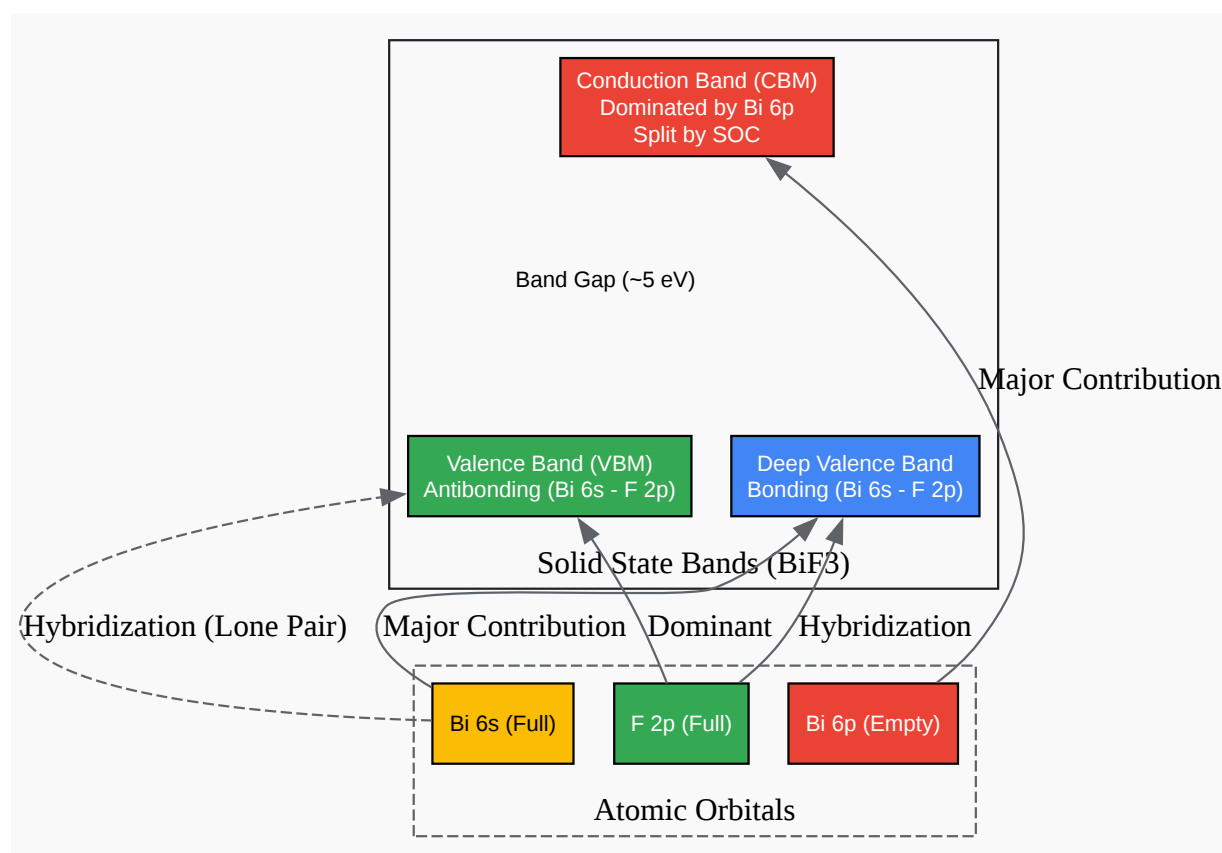 Conduction Band (CBM)
Dominated by Bi 6p
Split by SOC
Band Gap (~5 eV)
Major Contribution
Valence Band (VBM)
Antibonding (Bi 6s - F 2p)
Deep Valence Band
Bonding (Bi 6s - F 2p)
Solid State Bands (BiF3)
Hybridization (Lone Pair)
Major Contribution
Dominant
Hybridization
Bi 6s (Full)
F 2p (Full)
Bi 6p (Empty)
Atomic Orbitals